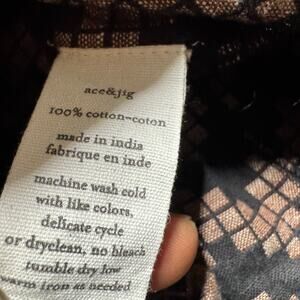 ace&jig
100% cotton-coton
made in india
fabrique en inde
machine wash cold
with like colors,
delicate cycle
or dryclean, no bleach
tumble dry low
warm iron as needed